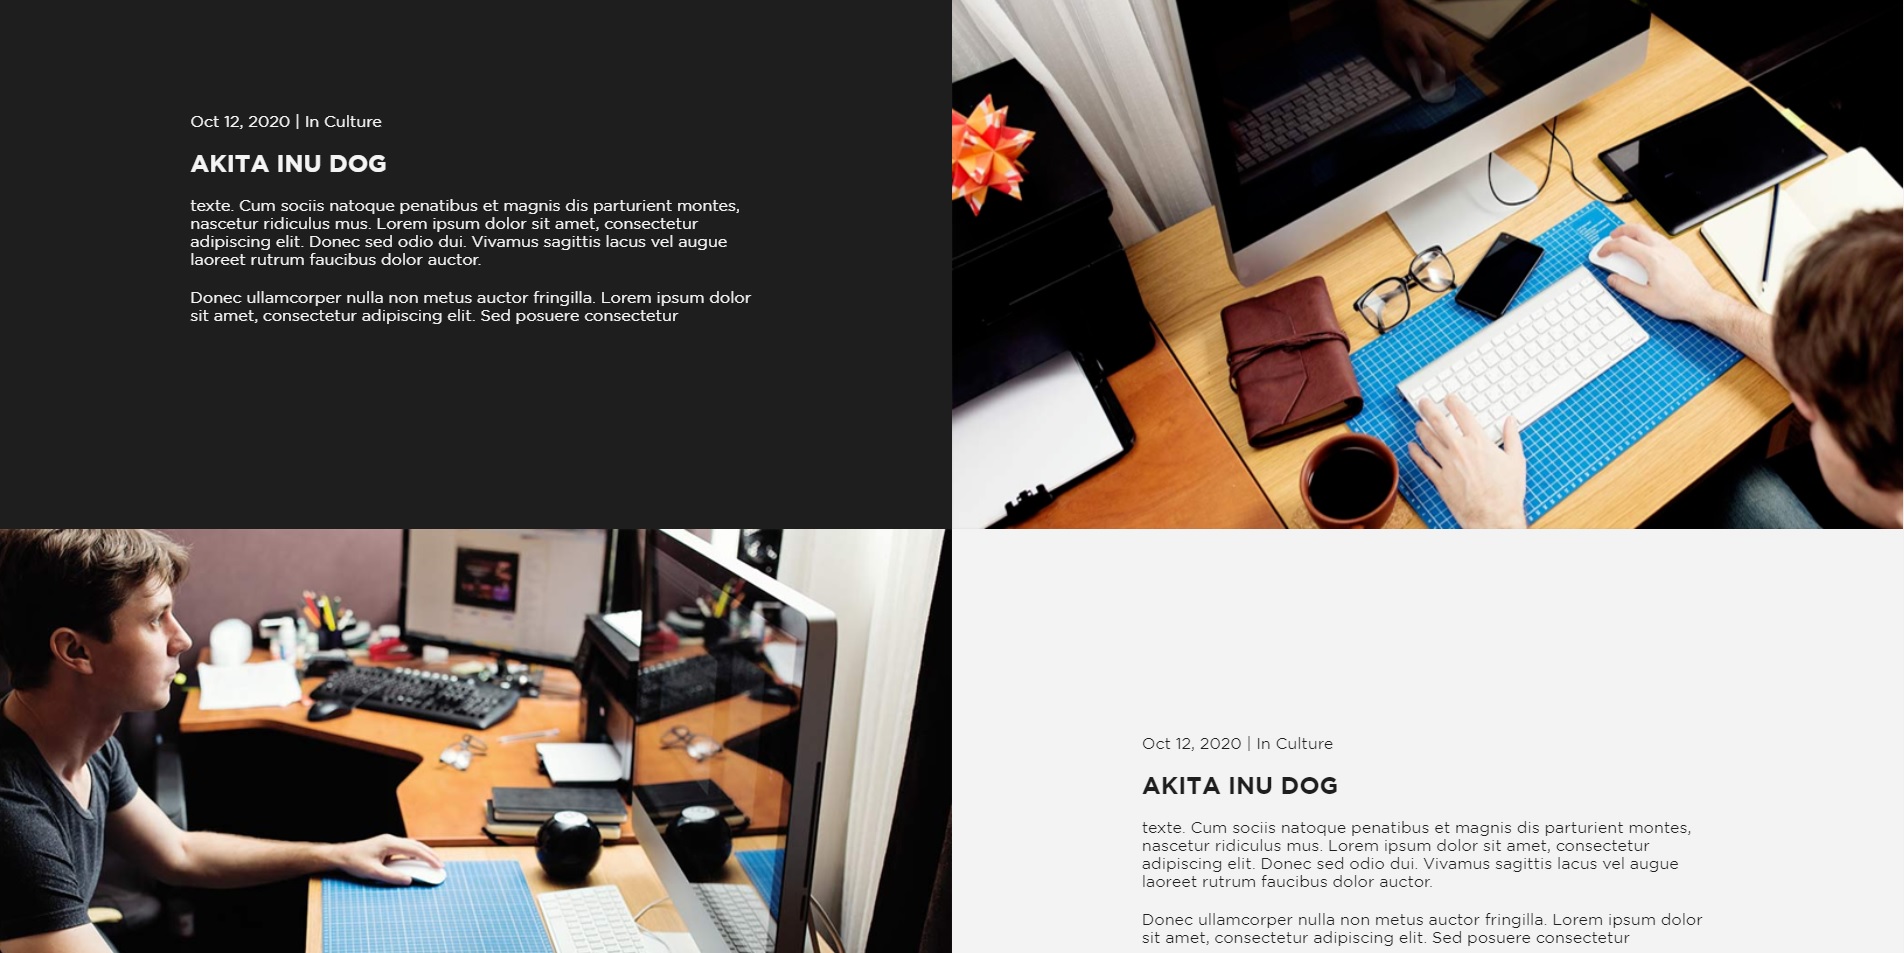 Oct 12, 2020 | In Culture
AKITA INU DOG
texte. Cum sociis natoque penatibus et magnis dis parturient montes,
nascetur ridiculus mus. Lorem ipsum dolor sit amet, consectetur
adipiscing elit. Donec sed odio dui. Vivamus sagittis lacus vel augue
laoreet rutrum faucibus dolor auctor.
Donec ullamcorper nulla non metus auctor fringilla. Lorem ipsum dolor
sit amet, consectetur adipiscing elit. Sed posuere consectetur
Oct 12, 2020 | In Culture
AKITA INU DOG
texte. Cum sociis natoque penatibus et magnis dis parturient montes,
nascetur ridiculus mus. Lorem ipsum dolor sit amet, consectetur
adipiscing elit. Donec sed odio dui. Vivamus sagittis lacus vel augue
laoreet rutrum faucibus dolor auctor.
Donec ullamcorper nulla non metus auctor fringilla. Lorem ipsum dolor
sit amet, consectetur adipiscing elit. Sed posuere consectetur